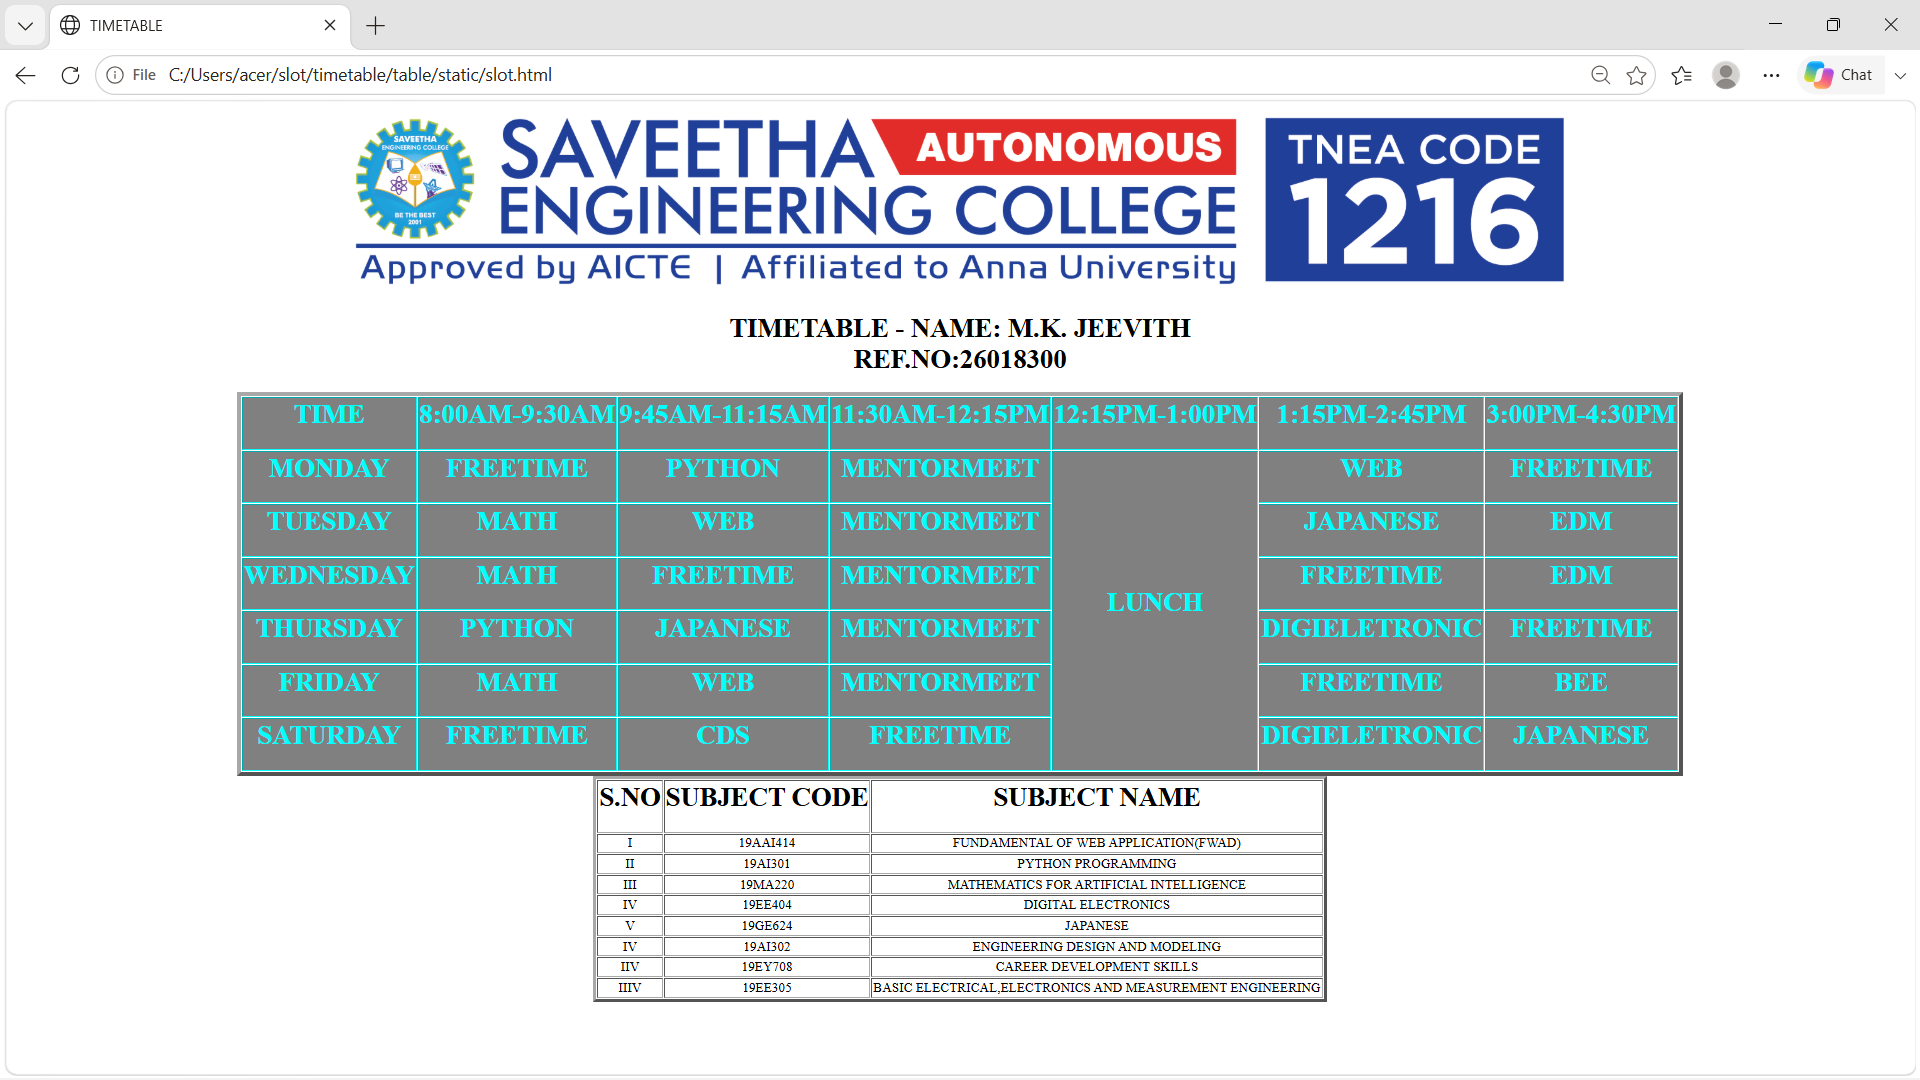 TIMETABLE
File C:/Users/acer/slot/timetable/table/static/slot.html
Chat
SAVEETHA
ENGINEERING COLLEGE
BE THE BEST
2001
SAVEETHA AUTONOMOUS
ENGINEERING COLLEGE
Approved by AICTE | Affiliated to Anna University
TNEA CODE
1216
TIMETABLE - NAME: M.K. JEEVITH
REF.NO:26018300
TIME 8:00AM-9:30AM 9:45AM-11:15AM 11:30AM-12:15PM 12:15PM-1:00PM 1:15PM-2:45PM 3:00PM-4:30PM
MONDAY FREETIME PYTHON MENTORMEET WEB FREETIME
TUESDAY MATH WEB MENTORMEET JAPANESE EDM
WEDNESDAY MATH FREETIME MENTORMEET FREETIME EDM
LUNCH
THURSDAY PYTHON JAPANESE MENTORMEET DIGIELETRONIC FREETIME
FRIDAY MATH WEB MENTORMEET FREETIME BEE
SATURDAY FREETIME CDS FREETIME DIGIELETRONIC JAPANESE
S.NO SUBJECT CODE SUBJECT NAME
I 19AAI414 FUNDAMENTAL OF WEB APPLICATION(FWAD)
II 19AI301 PYTHON PROGRAMMING
III 19MA220 MATHEMATICS FOR ARTIFICIAL INTELLIGENCE
IV 19EE404 DIGITAL ELECTRONICS
V 19GE624 JAPANESE
IV 19AI302 ENGINEERING DESIGN AND MODELING
IIV 19EY708 CAREER DEVELOPMENT SKILLS
IIIV 19EE305 BASIC ELECTRICAL,ELECTRONICS AND MEASUREMENT ENGINEERING